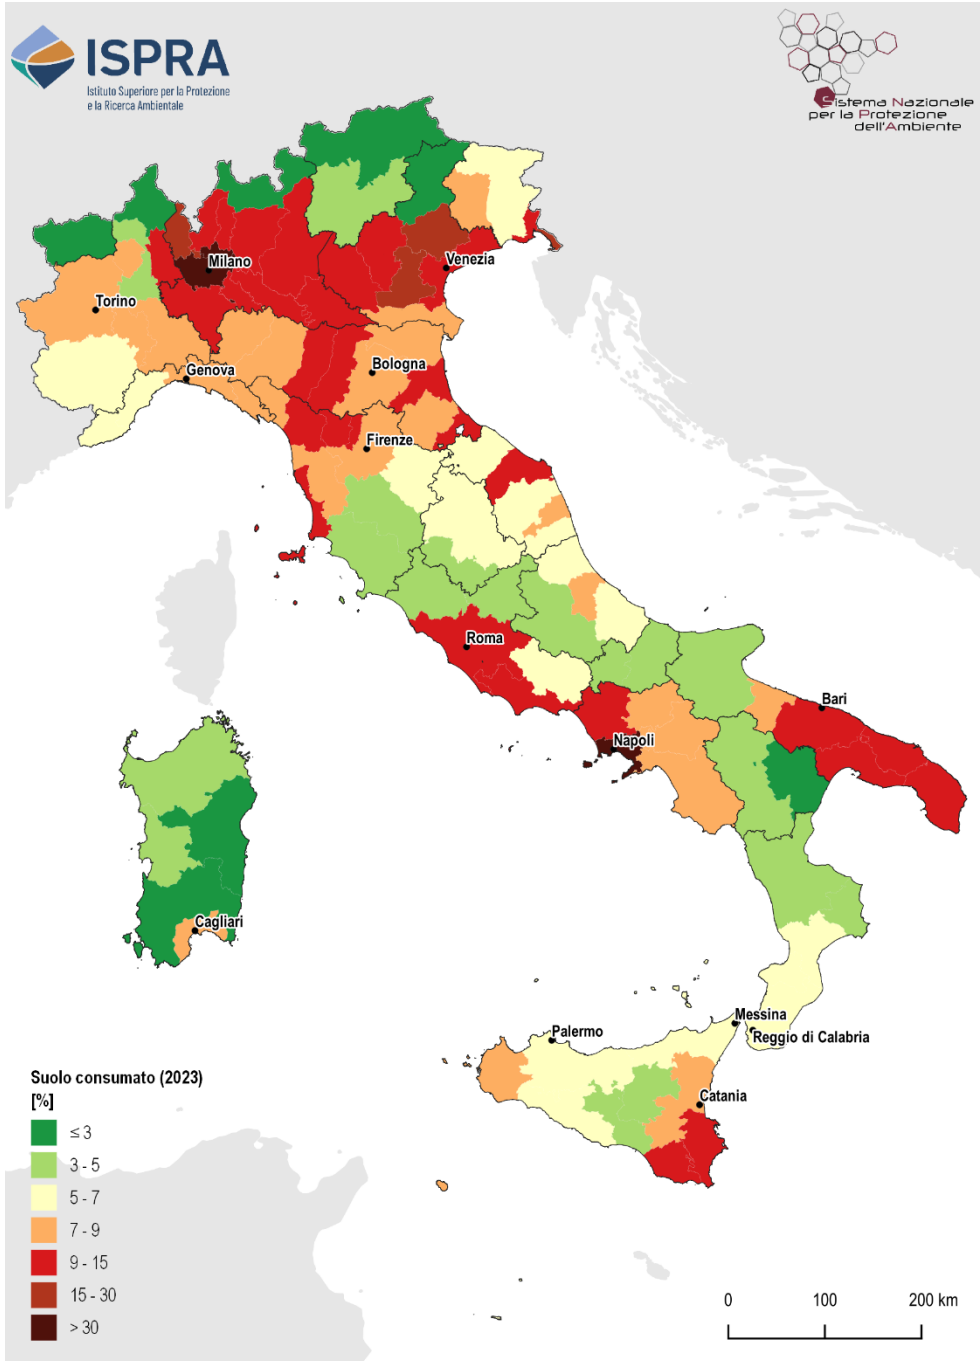 ISPRA
Istituto Superiore per la Protezione
e la Ricerca Ambientale
Sistema Nazionale
per la Protezione
dell'Ambiente
Milano
Venezia
Torino
Genova
Bologna
Firenze
Roma
Napoli
Bari
Cagliari
Palermo
Messina
Reggio di Calabria
Catania
Suolo consumato (2023)
[%]
≤ 3
3 - 5
5 - 7
7 - 9
9 - 15
15 - 30
> 30
0 100 200 km